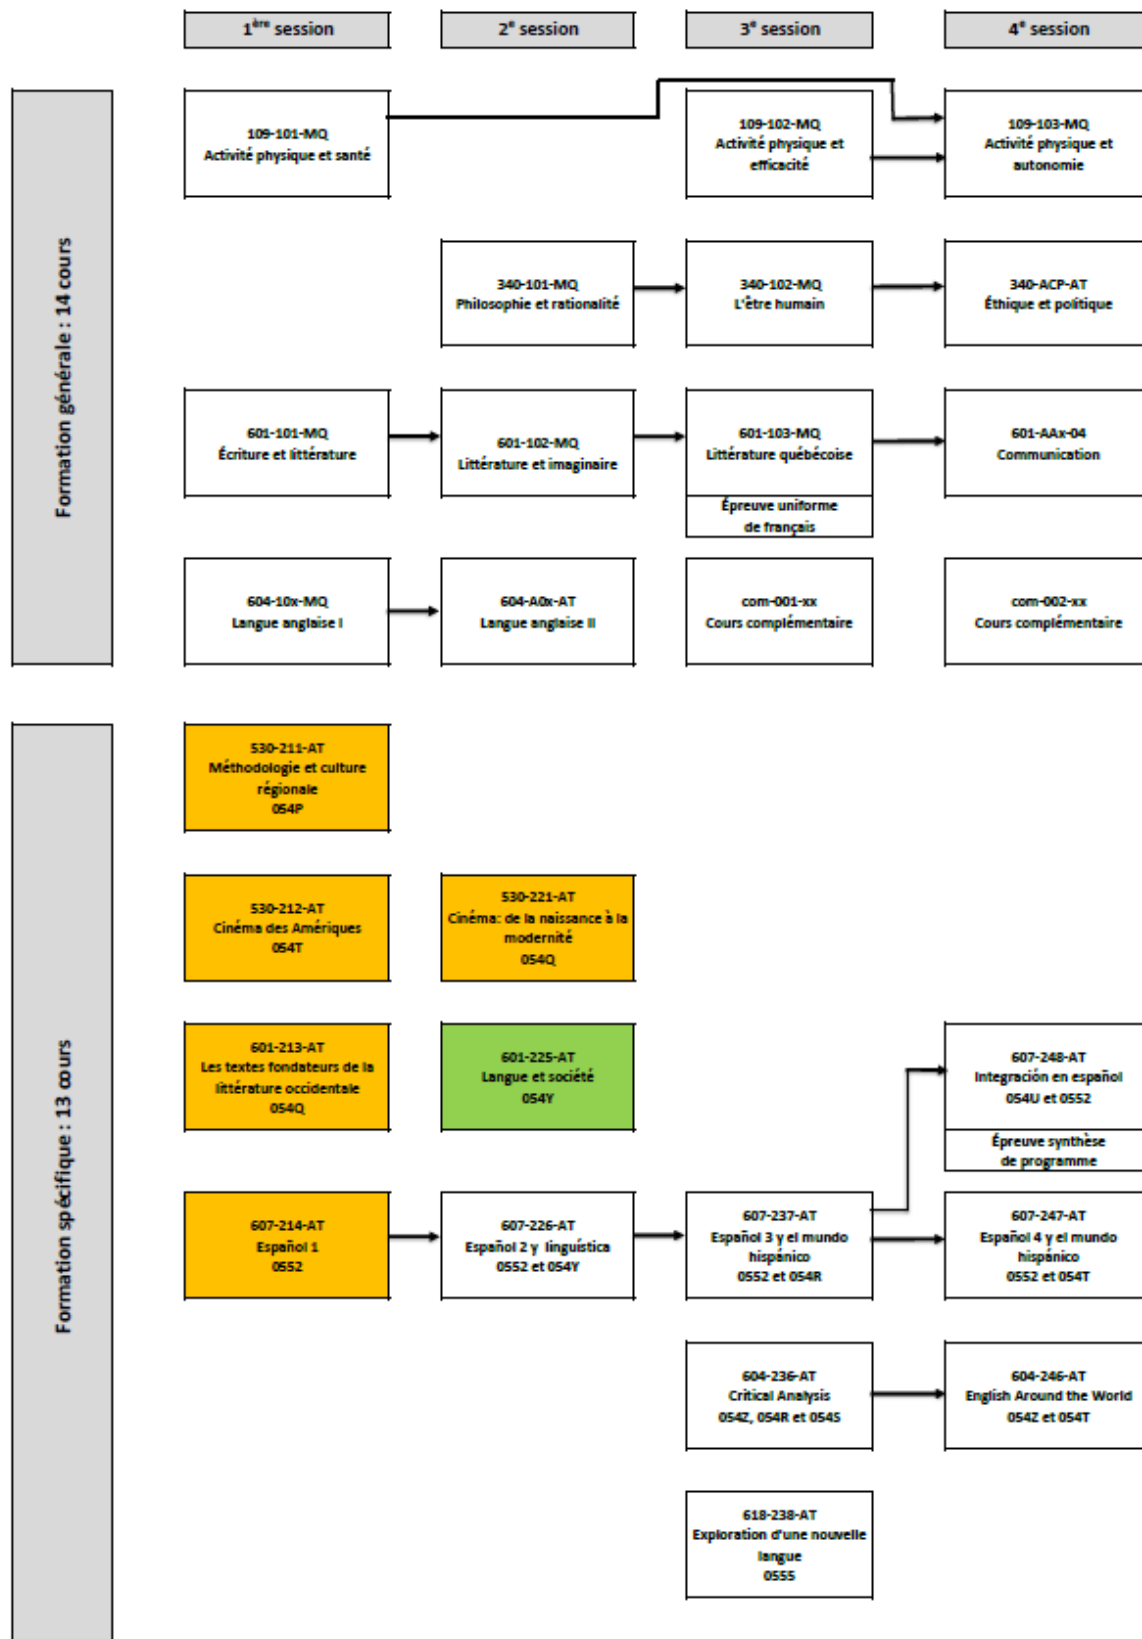 1ère session
2e session
3e session
4e session
Formation générale : 14 cours
109-101-MQ
Activité physique et santé
109-102-MQ
Activité physique et
efficacité
109-103-MQ
Activité physique et
autonomie
340-101-MQ
Philosophie et rationalité
340-102-MQ
L'être humain
340-ACP-AT
Éthique et politique
601-101-MQ
Écriture et littérature
601-102-MQ
Littérature et imaginaire
601-103-MQ
Littérature québécoise
Épreuve uniforme
de français
601-AAx-04
Communication
604-10x-MQ
Langue anglaise I
604-A0x-AT
Langue anglaise II
com-001-xx
Cours complémentaire
com-002-xx
Cours complémentaire
Formation spécifique : 13 cours
530-211-AT
Méthodologie et culture
régionale
054P
530-212-AT
Cinéma des Amériques
054T
530-221-AT
Cinéma: de la naissance à la
modernité
054Q
601-213-AT
Les textes fondateurs de la
littérature occidentale
054Q
601-225-AT
Langue et société
054Y
607-248-AT
Integración en español
054U et 0552
Épreuve synthèse
de programme
607-214-AT
Español 1
0552
607-226-AT
Español 2 y linguística
0552 et 054Y
607-237-AT
Español 3 y el mundo
hispánico
0552 et 054R
607-247-AT
Español 4 y el mundo
hispánico
0552 et 054T
604-236-AT
Critical Analysis
054Z, 054R et 054S
604-246-AT
English Around the World
054Z et 054T
618-238-AT
Exploration d'une nouvelle
langue
0555